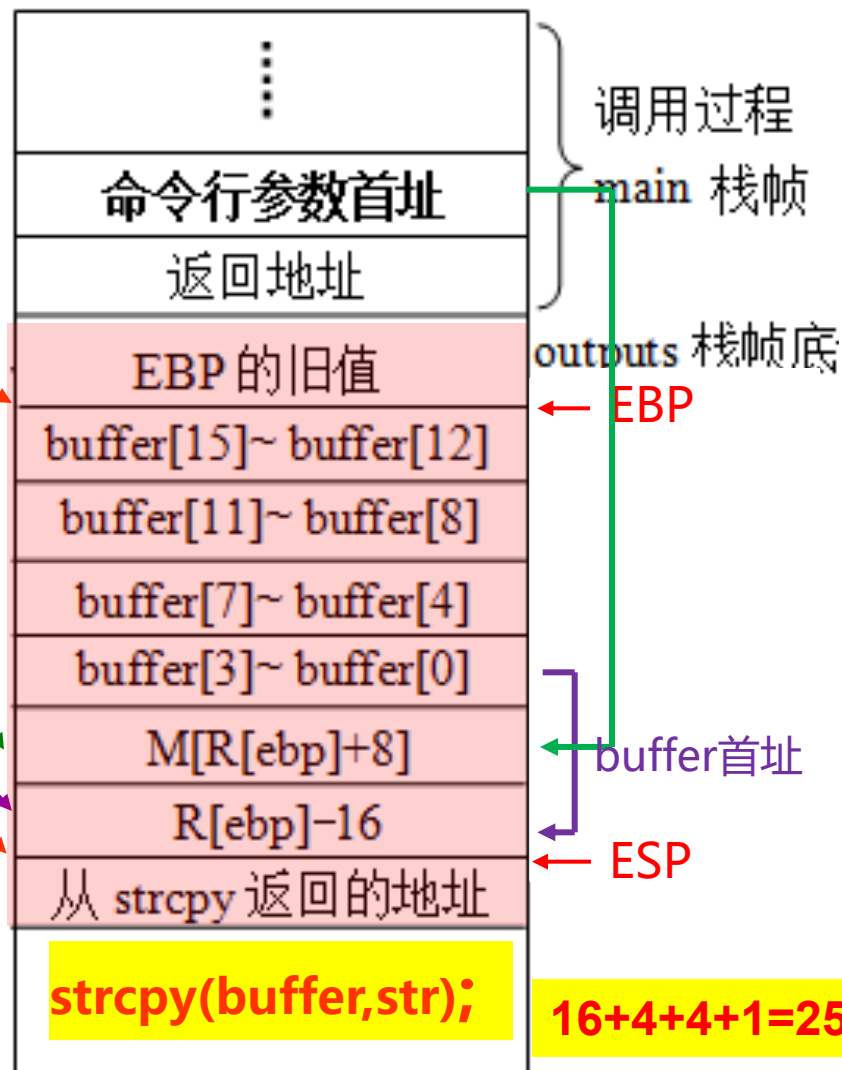 调用过程
命令行参数首址
main 栈帧
返回地址
EBP 的旧值
outputs 栈帧底
EBP
buffer[15]~ buffer[12]
buffer[11]~ buffer[8]
buffer[7]~ buffer[4]
buffer[3]~ buffer[0]
M[R[ebp]+8]
buffer首址
R[ebp]−16
ESP
从 strcpy 返回的地址
strcpy(buffer,str);
16+4+4+1=25